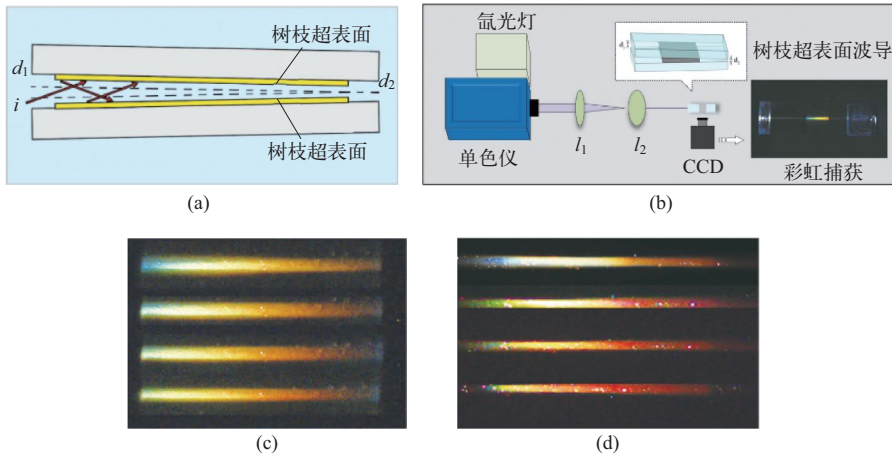 树枝超表面
d1
d2
i
树枝超表面
(a)
氙光灯
单色仪
l1
l2
CCD
树枝超表面波导
彩虹捕获
(b)
(c)
(d)